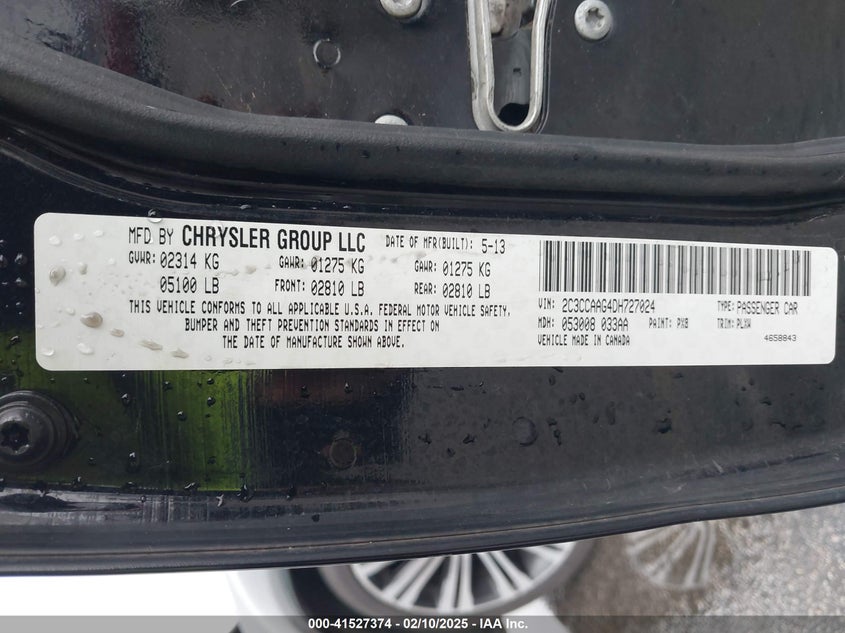 MFD BY CHRYSLER GROUP LLC DATE OF MFR(BUILT): 5-13
GVWR: 02314 KG GAWR: 01275 KG GAWR: 01275 KG
05100 LB FRONT: 02810 LB REAR: 02810 LB
THIS VEHICLE CONFORMS TO ALL APPLICABLE U.S.A. FEDERAL MOTOR VEHICLE SAFETY,
BUMPER AND THEFT PREVENTION STANDARDS IN EFFECT ON
THE DATE OF MANUFACTURE SHOWN ABOVE.
VIN: 2C3CCAAG4DH727024 TYPE: PASSENGER CAR
MDH: 053008 033AA PAINT: PX8 TRIM: PLXW
VEHICLE MADE IN CANADA 4658843
000-41527374 - 02/10/2025 - IAA Inc.